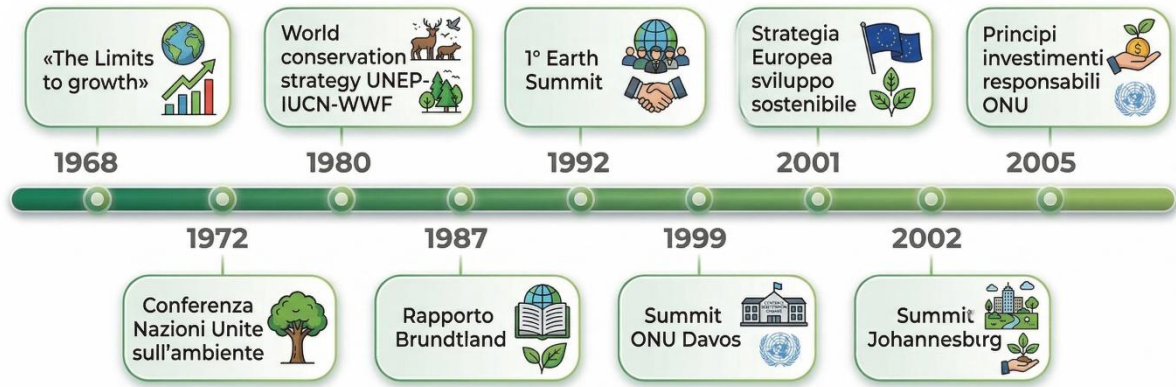 «The Limits
to growth»
World
conservation
strategy UNEP-
IUCN-WWF
1° Earth
Summit
Strategia
Europea
sviluppo
sostenibile
Principi
investimenti
responsabili
ONU
1968
1980
1992
2001
2005
1972
1987
1999
2002
Conferenza
Nazioni Unite
sull'ambiente
Rapporto
Brundtland
Summit
ONU Davos
Summit
Johannesburg